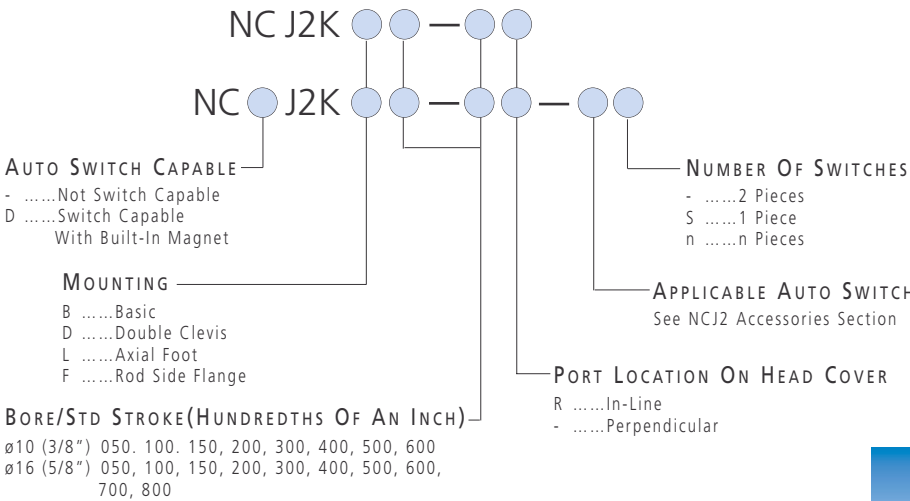 NC J2K —
NC J2K — —
AUTO SWITCH CAPABLE
- ......Not Switch Capable
D ......Switch Capable
With Built-In Magnet
MOUNTING
B ......Basic
D ......Double Clevis
L ......Axial Foot
F ......Rod Side Flange
BORE/STD STROKE(HUNDREDTHS OF AN INCH)
ø10 (3/8") 050. 100. 150, 200, 300, 400, 500, 600
ø16 (5/8") 050, 100, 150, 200, 300, 400, 500, 600,
700, 800
NUMBER OF SWITCHES
- ......2 Pieces
S ......1 Piece
n ......n Pieces
APPLICABLE AUTO SWITCH
See NCJ2 Accessories Section
PORT LOCATION ON HEAD COVER
R ......In-Line
- ......Perpendicular